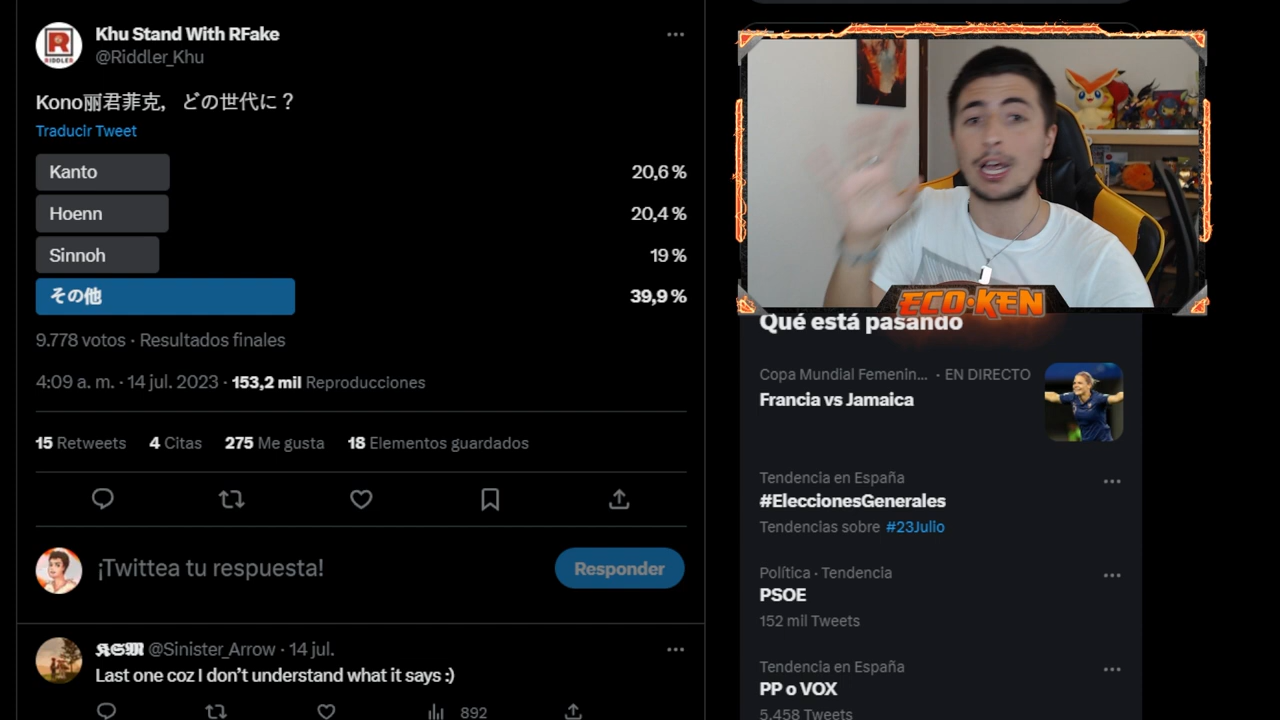 Khu Stand With RFake
@Riddler_Khu
Kono丽君菲克，どの世代に？
Traducir Tweet
Kanto 20,6 %
Hoenn 20,4 %
Sinnoh 19 %
その他 39,9 %
9.778 votos · Resultados finales
4:09 a. m. · 14 jul. 2023 · 153,2 mil Reproducciones
15 Retweets 4 Citas 275 Me gusta 18 Elementos guardados
¡Twittea tu respuesta!
Responder
𝕬𝕾𝕸 @Sinister_Arrow · 14 jul.
Last one coz I don’t understand what it says :)
892
ECO·KEN
Qué está pasando
Copa Mundial Femenin... · EN DIRECTO
Francia vs Jamaica
Tendencia en España
#EleccionesGenerales
Tendencias sobre #23Julio
Política · Tendencia
PSOE
152 mil Tweets
Tendencia en España
PP o VOX
5.458 Tweets